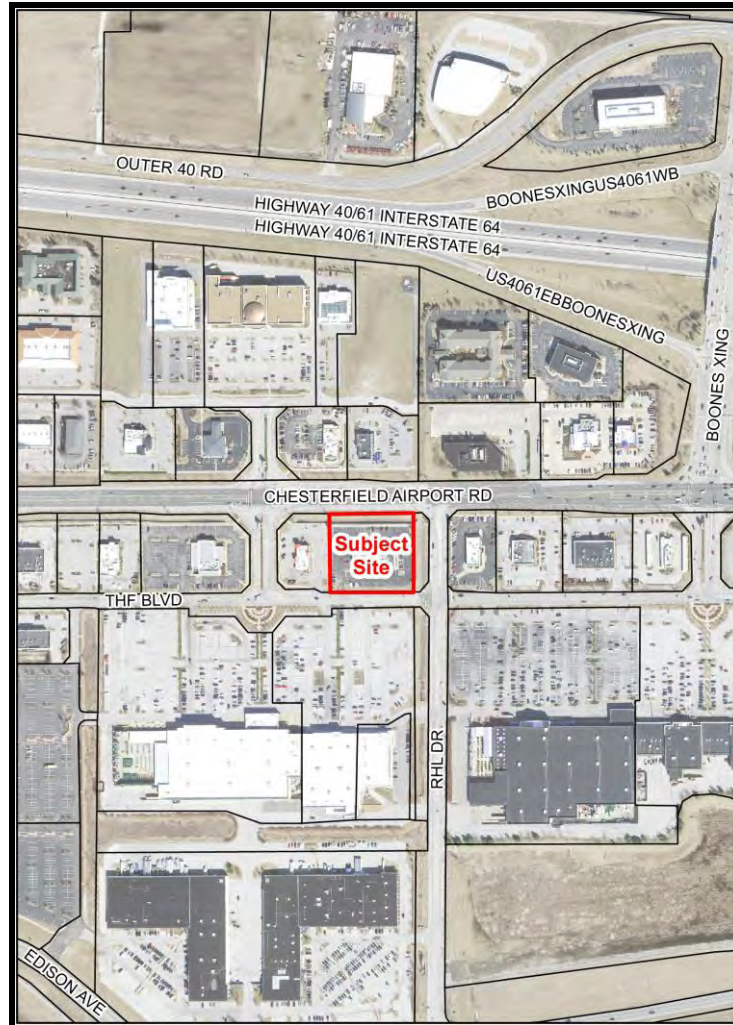 OUTER 40 RD
BOONESXINGUS4061WB
HIGHWAY 40/61 INTERSTATE 64
HIGHWAY 40/61 INTERSTATE 64
US4061EBBOONESXING
BOONES XING
CHESTERFIELD AIRPORT RD
Subject
Site
THF BLVD
RHL DR
EDISON AVE